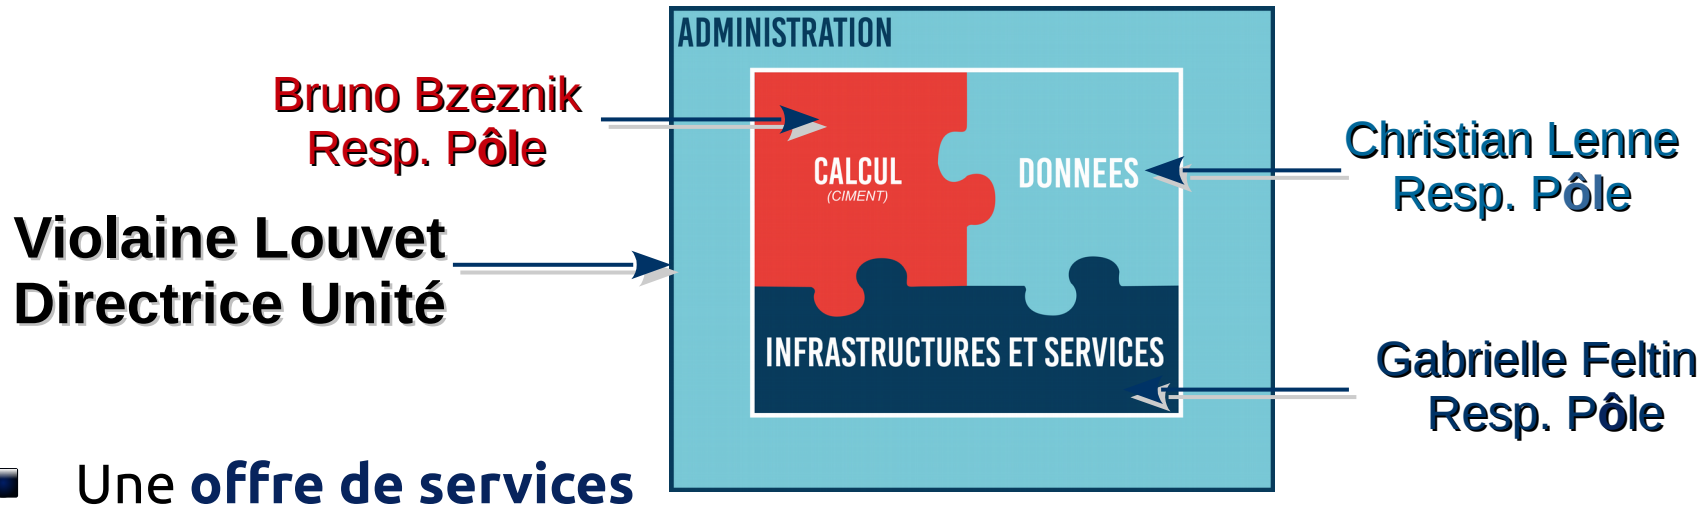 ADMINISTRATION
Bruno Bzeznik
Resp. Pôle
Christian Lenne
Resp. Pôle
CALCUL
(CIMENT)
DONNEES
Violaine Louvet
Directrice Unité
INFRASTRUCTURES ET SERVICES
Gabrielle Feltin
Resp. Pôle
Une offre de services